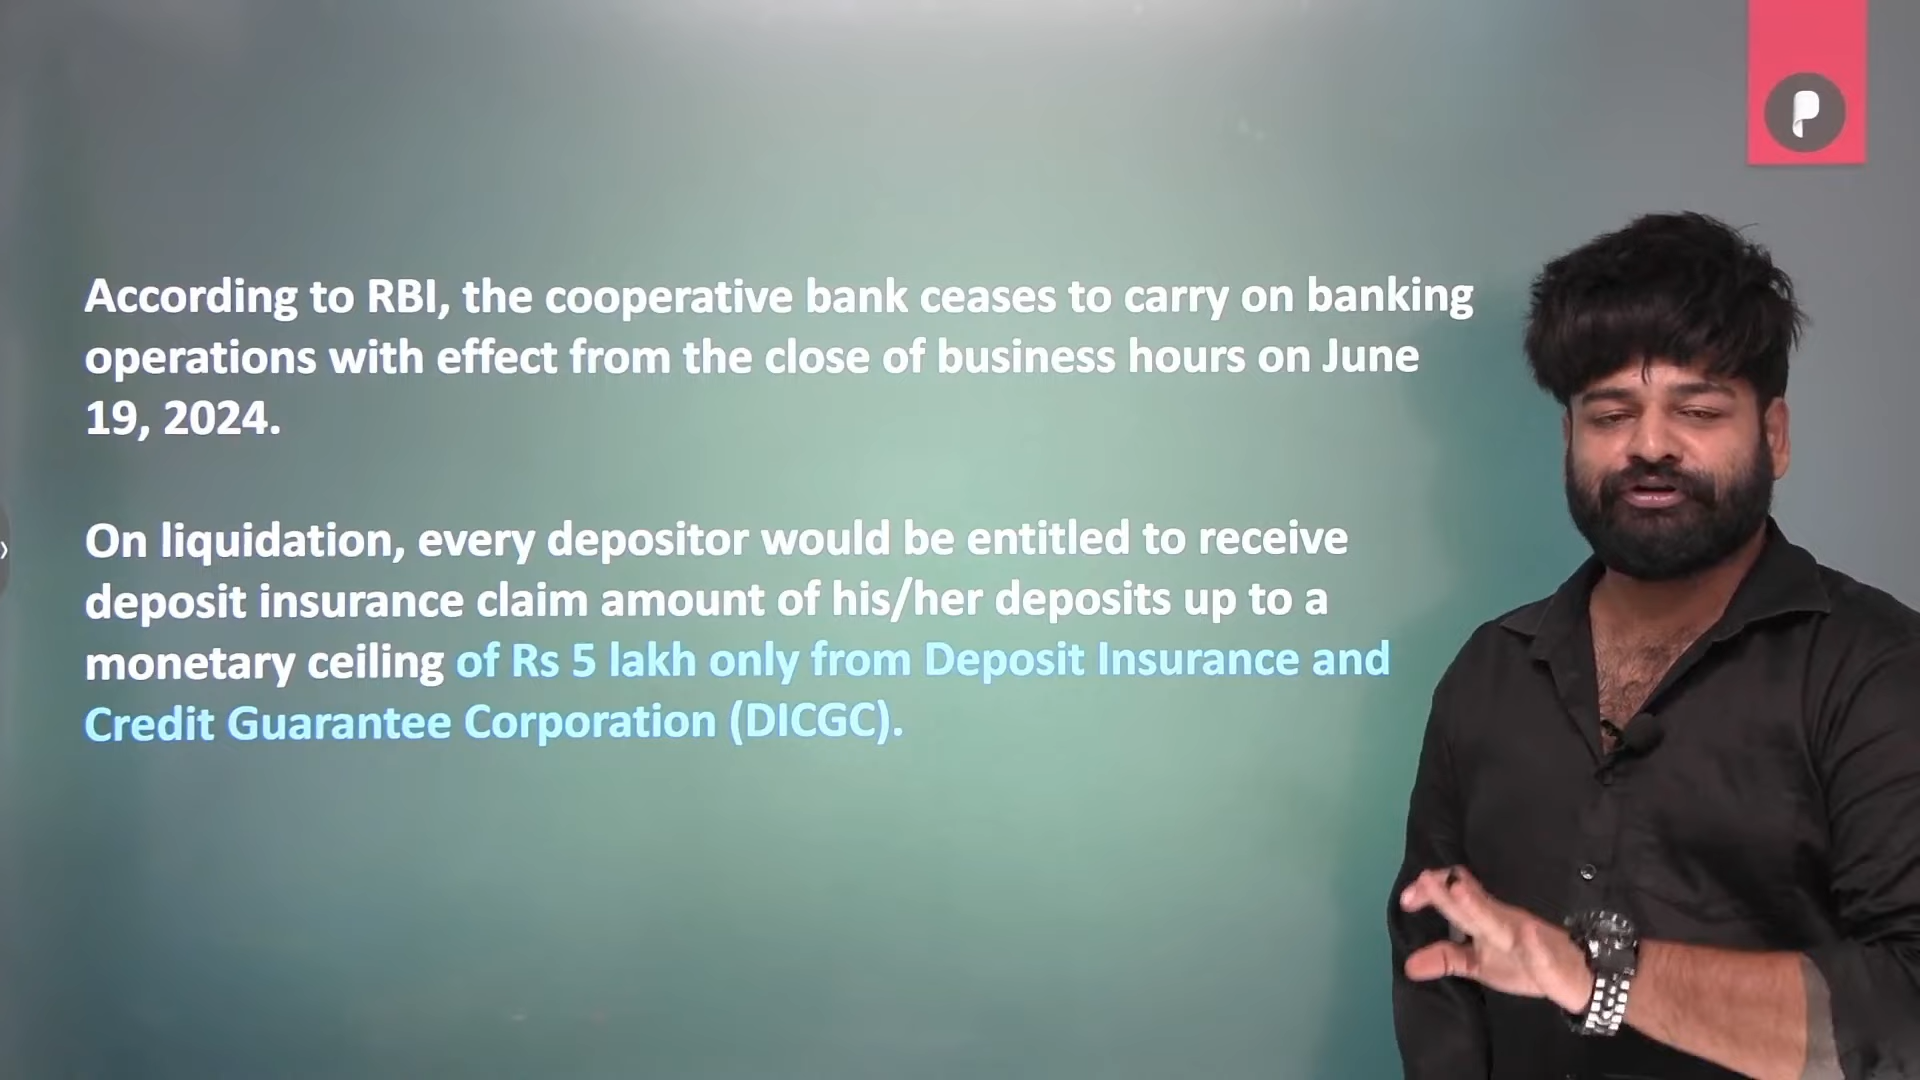 According to RBI, the cooperative bank ceases to carry on banking
operations with effect from the close of business hours on June
19, 2024.
On liquidation, every depositor would be entitled to receive
deposit insurance claim amount of his/her deposits up to a
monetary ceiling of Rs 5 lakh only from Deposit Insurance and
Credit Guarantee Corporation (DICGC).